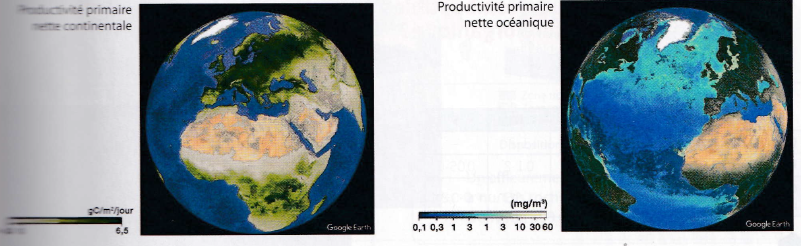 Productivité primaire
nette continentale
gC/m²/jour
6,5
Google Earth
Productivité primaire
nette océanique
(mg/m³)
0,1 0,3 1 3 1 3 10 30 60
Google Earth